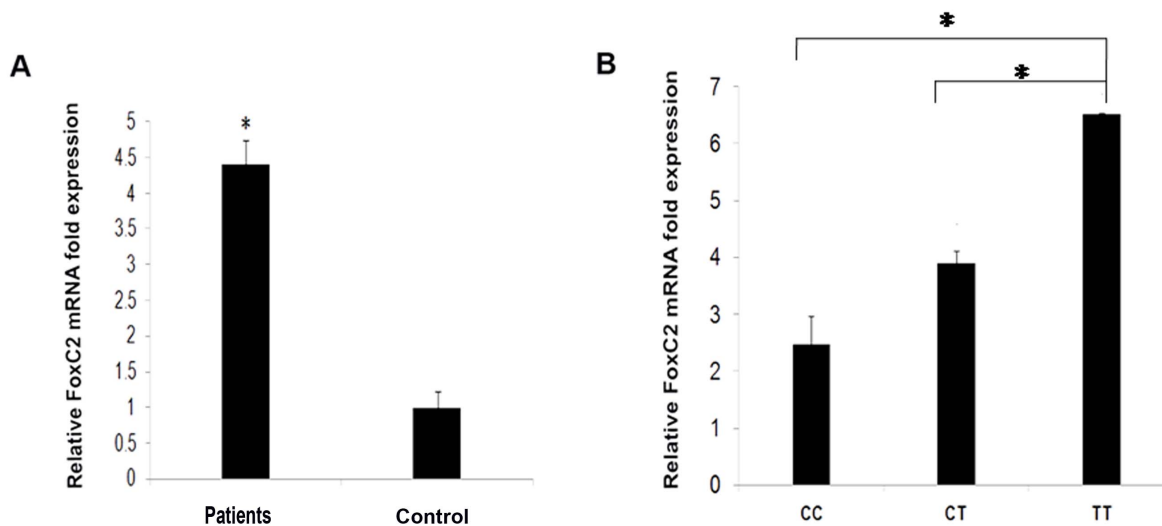 A
Relative FoxC2 mRNA fold expression
5
4.5
4
3.5
3
2.5
2
1.5
1
0.5
0
*
Patients
Control
B
Relative FoxC2 mRNA fold expression
7
6
5
4
3
2
1
0
*
*
CC
CT
TT